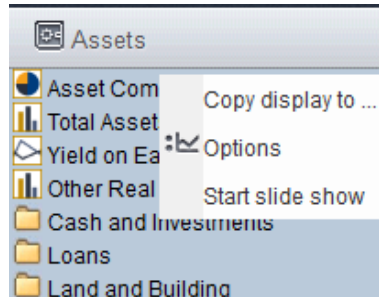 Assets
Asset Com
Copy display to ...
Total Asset
Yield on Ea
Options
Other Real
Start slide show
Cash and Investments
Loans
Land and Building